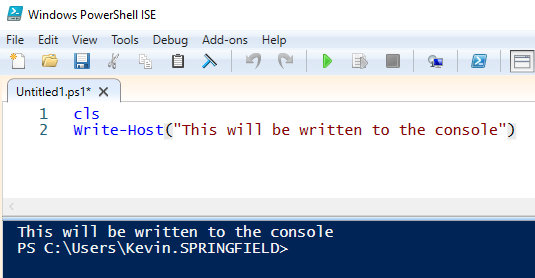 Windows PowerShell ISE
File Edit View Tools Debug Add-ons Help
Untitled1.ps1* X
1 cls
2 Write-Host("This will be written to the console")
This will be written to the console
PS C:\Users\Kevin.SPRINGFIELD>